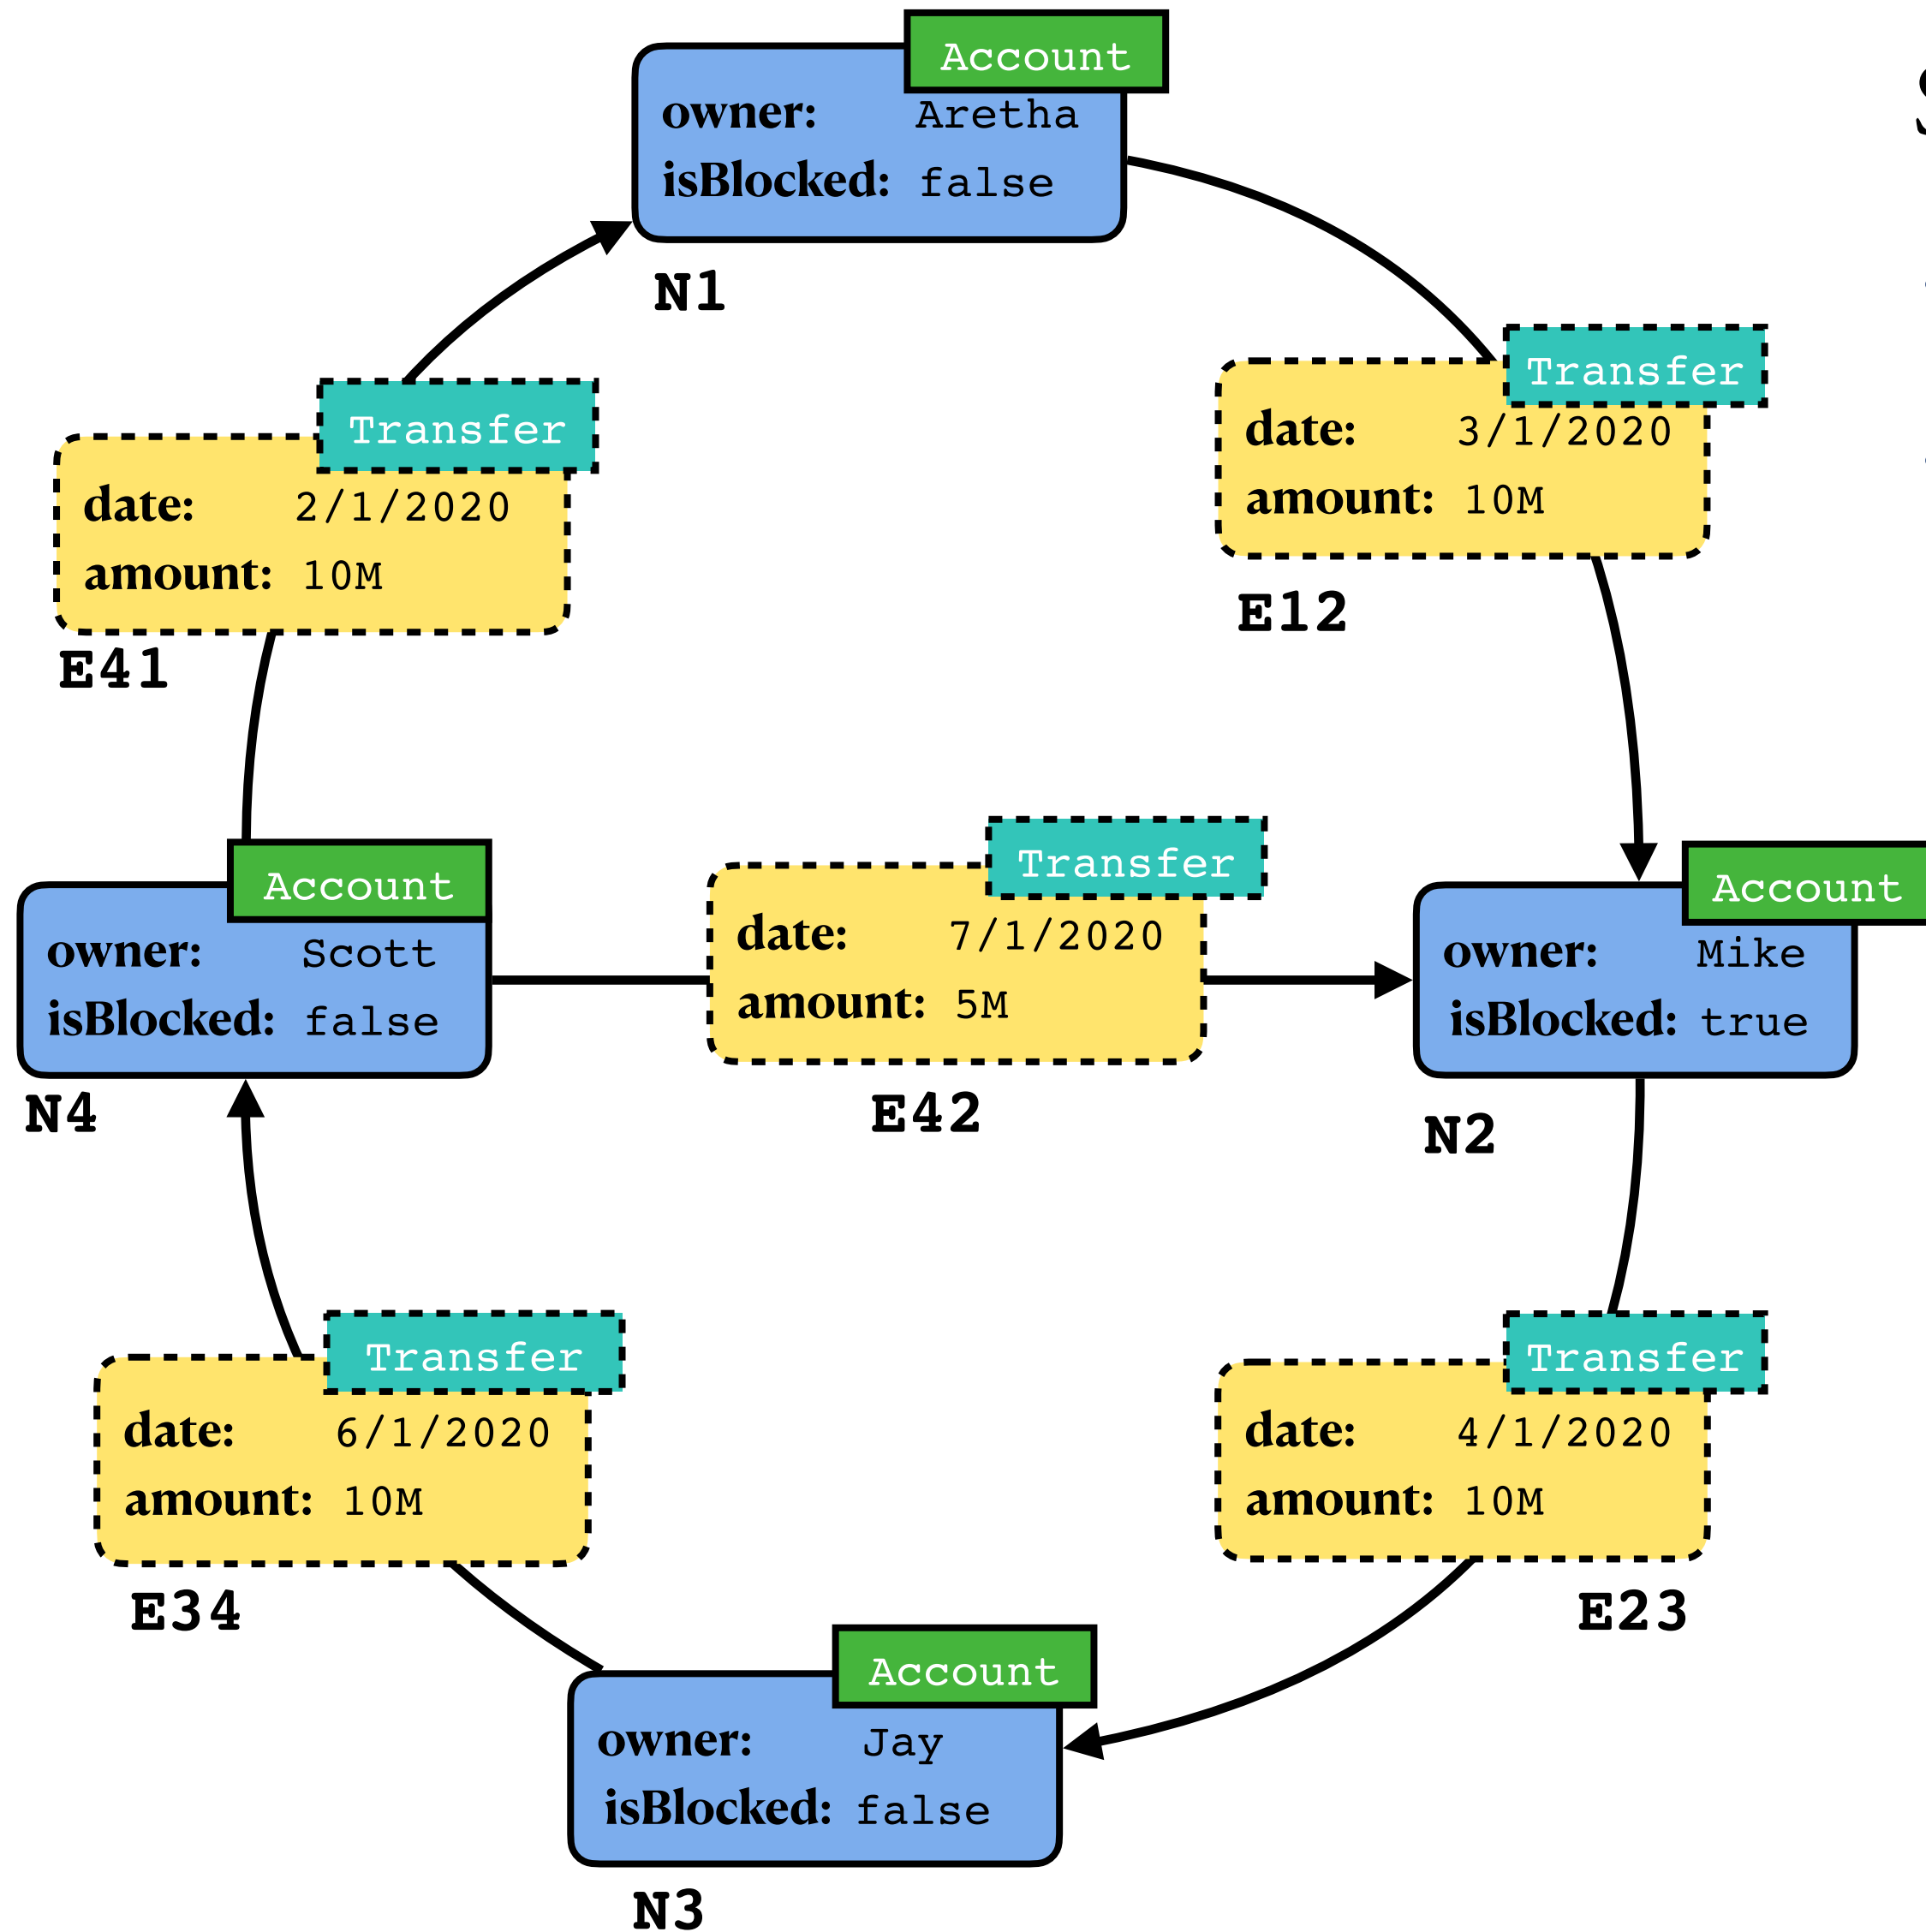 Account
owner: Aretha
isBlocked: false
N1
Transfer
date: 3/1/2020
amount: 10M
E12
Transfer
date: 2/1/2020
amount: 10M
E41
Account
owner: Scott
isBlocked: false
N4
Transfer
date: 7/1/2020
amount: 5M
E42
Account
owner: Mike
isBlocked: true
N2
Transfer
date: 6/1/2020
amount: 10M
E34
Transfer
date: 4/1/2020
amount: 10M
E23
Account
owner: Jay
isBlocked: false
N3